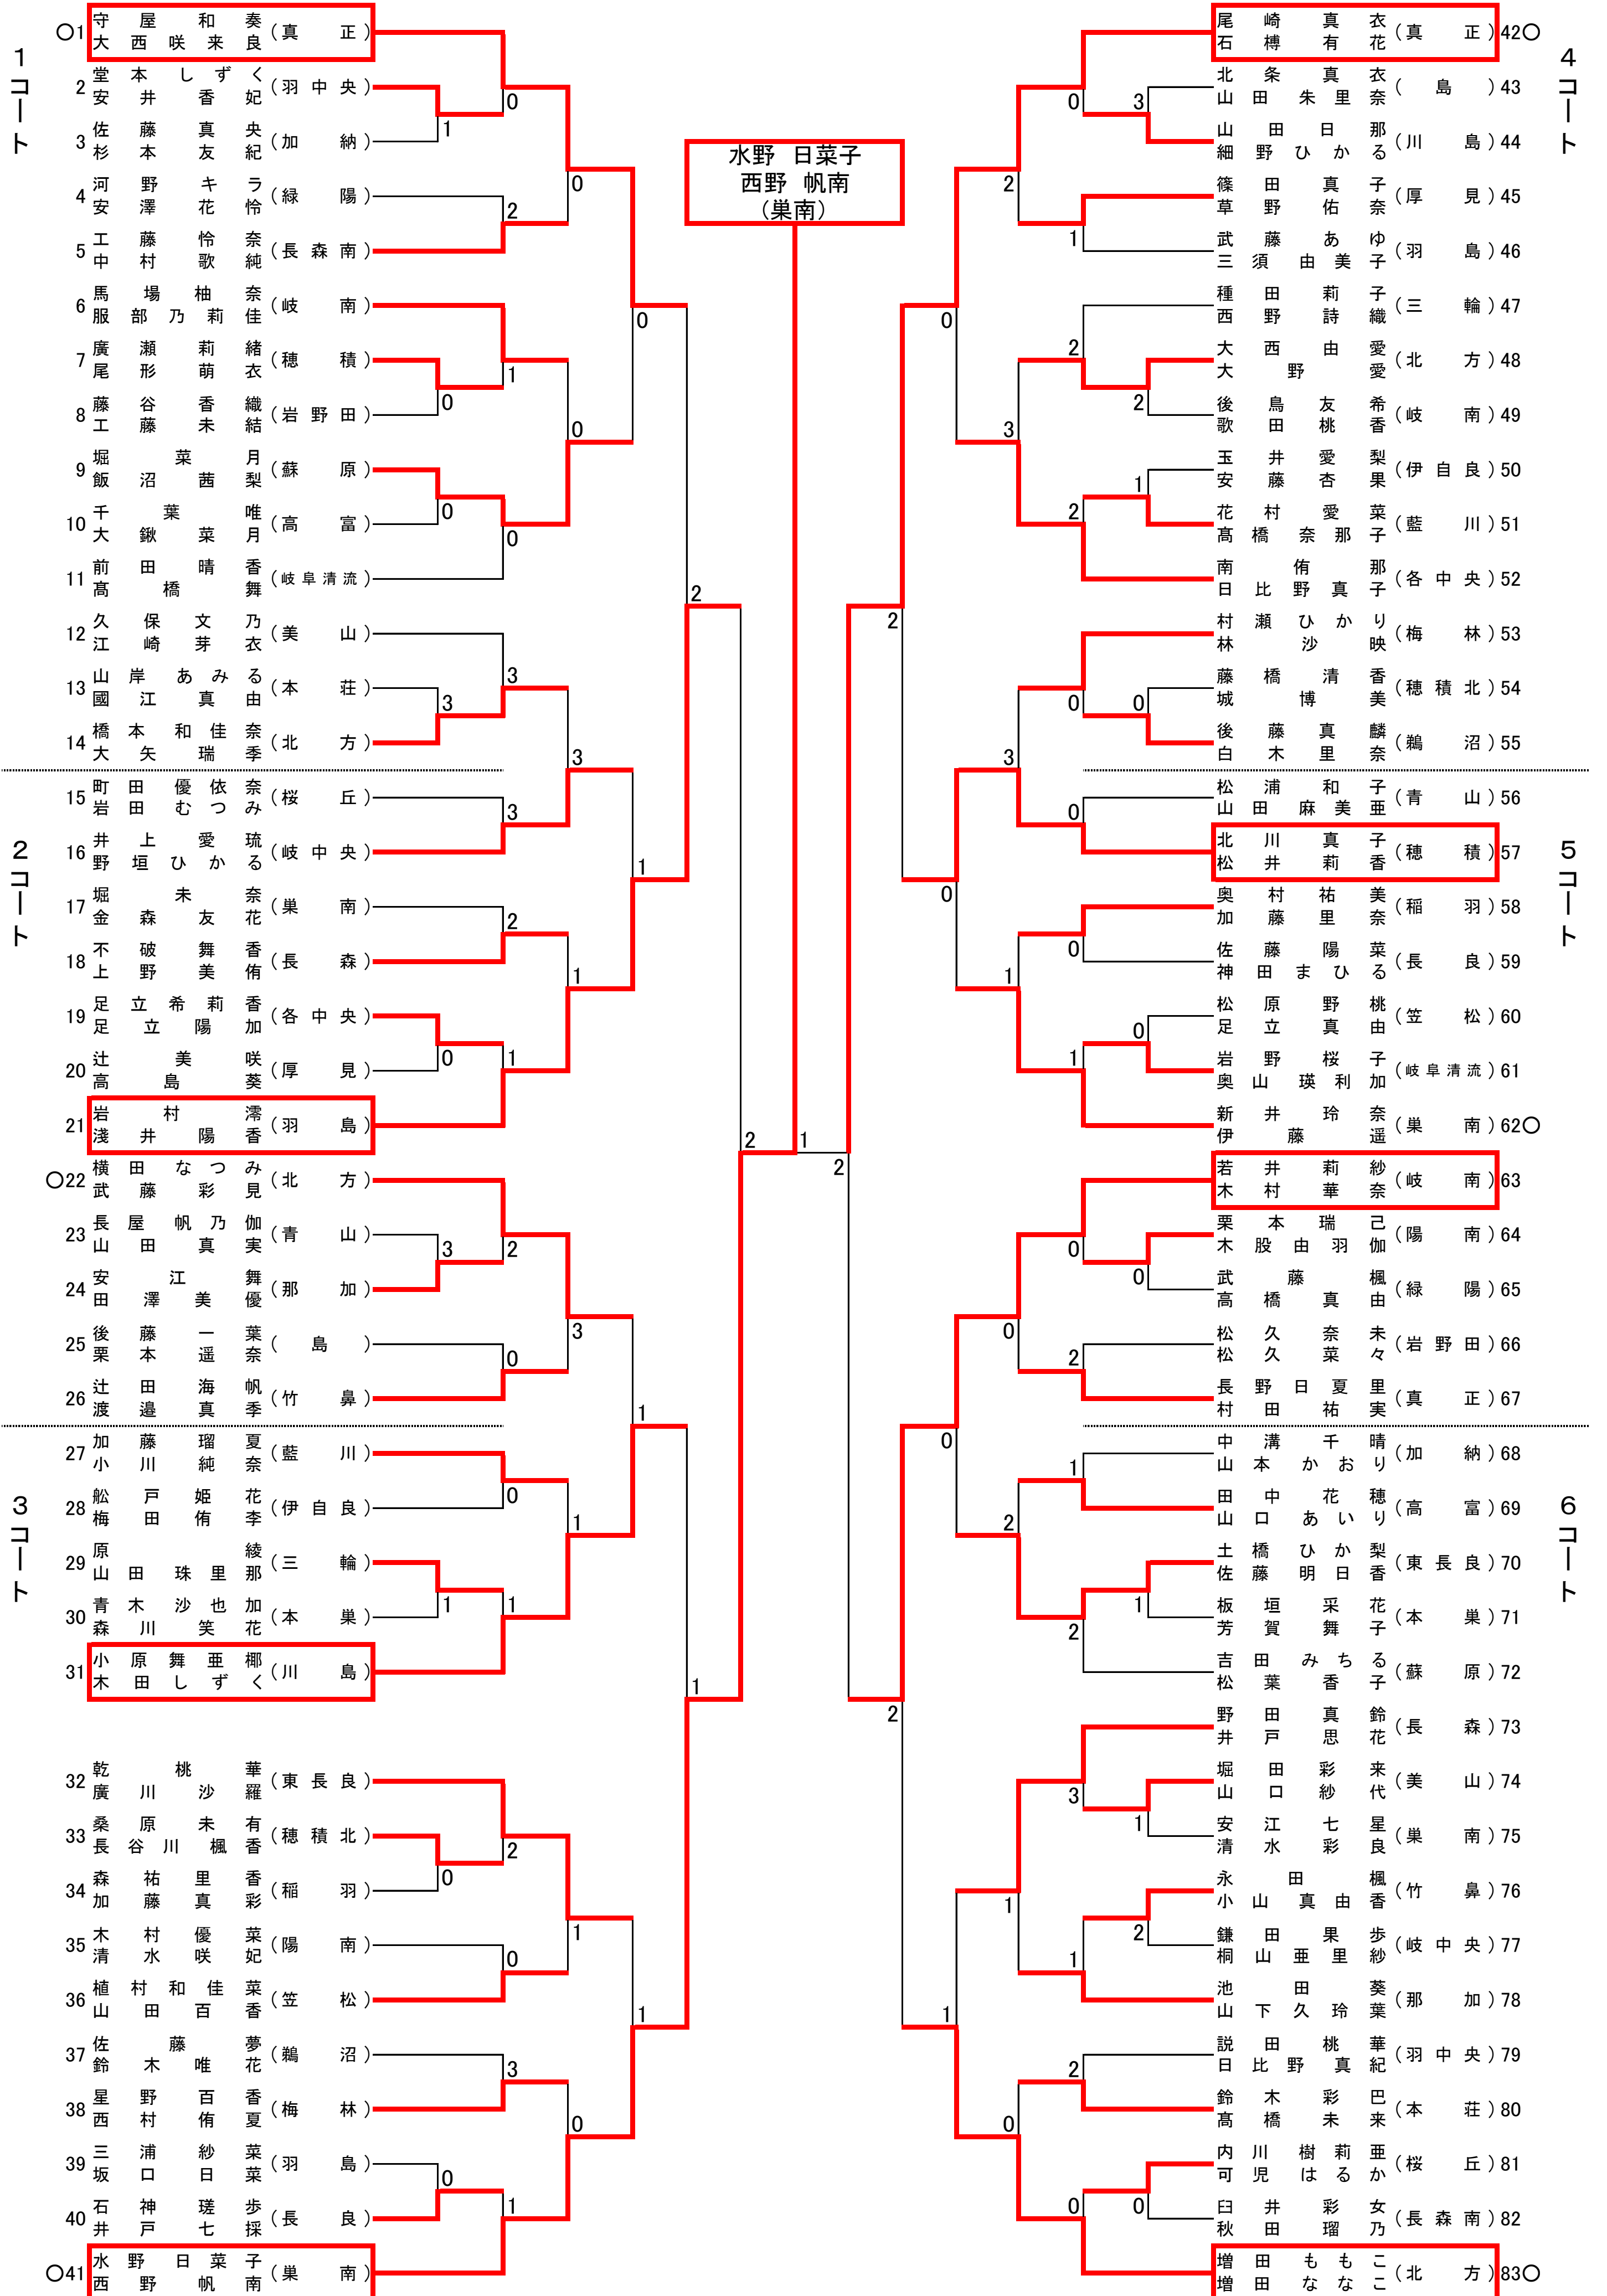 1コート
○1 守屋和奏 (真正)
大西咲来良
2 堂本しずく (羽中央)
安井香妃
3 佐藤真央 (加納)
杉本友紀
4 河野キラ (緑陽)
安澤花怜
5 工藤怜奈 (長森南)
中村歌純
6 馬場柚奈 (岐南)
服部乃莉佳
7 廣瀬莉緒 (穂積)
尾形萌衣
8 藤谷香織 (岩野田)
工藤未結
9 堀菜月 (蘇原)
飯沼茜梨
10 千葉唯 (高富)
大鍬菜月
11 前田晴香 (岐阜清流)
髙橋舞
12 久保文乃 (美山)
江崎芽衣
13 山岸あみる (本荘)
國江真由
14 橋本和佳奈 (北方)
大矢瑞季
2コート
15 町田優依奈 (桜丘)
岩田むつみ
16 井上愛琉 (岐中央)
野垣ひかる
17 堀未奈 (巣南)
金森友花
18 不破舞香 (長森)
上野美侑
19 足立希莉香 (各中央)
足立陽加
20 辻美咲 (厚見)
高島葵
21 岩村澪 (羽島)
淺井陽香
○22 横田なつみ (北方)
武藤彩見
23 長屋帆乃伽 (青山)
山田真実
24 安江舞 (那加)
田澤美優
25 後藤一葉 (島)
栗本遥奈
26 辻田海帆 (竹鼻)
渡邉真季
3コート
27 加藤瑠夏 (藍川)
小川純奈
28 舩戸姫花 (伊自良)
梅田侑李
29 原綾 (三輪)
山田珠里那
30 青木沙也加 (本巣)
森川笑花
31 小原舞亜椰 (川島)
木田しずく
32 乾桃華 (東長良)
廣川沙羅
33 桑原未有 (穂積北)
長谷川楓香
34 森祐里香 (稲羽)
加藤真彩
35 木村優菜 (陽南)
清水咲妃
36 植村和佳菜 (笠松)
山田百香
37 佐藤夢 (鵜沼)
鈴木唯花
38 星野百香 (梅林)
西村侑夏
39 三浦紗菜 (羽島)
坂口日菜
40 石神瑳歩 (長良)
井戸七採
○41 水野日菜子 (巣南)
西野帆南
水野 日菜子
西野 帆南
(巣南)
4コート
尾崎真衣 (真正) 42○
石榑有花
北条真衣 (島) 43
山田朱里奈
山田日那 (川島) 44
細野ひかる
篠田真子 (厚見) 45
草野佑奈
武藤あゆ (羽島) 46
三須由美子
種田莉子 (三輪) 47
西野詩織
大西由愛 (北方) 48
大野愛
後鳥友希 (岐南) 49
歌田桃香
玉井愛梨 (伊自良) 50
安藤杏果
花村愛菜 (藍川) 51
髙橋奈那子
南侑那 (各中央) 52
日比野真子
村瀬ひかり (梅林) 53
林沙映
藤橋清香 (穂積北) 54
城博美
後藤真麟 (鵜沼) 55
白木里奈
5コート
松浦和子 (青山) 56
山田麻美亜
北川真子 (穂積) 57
松井莉香
奥村祐美 (稲羽) 58
加藤里奈
佐藤陽菜 (長良) 59
神田まひる
松原野桃 (笠松) 60
足立真由
岩野桜子 (岐阜清流) 61
奥山瑛利加
新井玲奈 (巣南) 62○
伊藤遥
若井莉紗 (岐南) 63
木村華奈
栗本瑞己 (陽南) 64
木股由羽伽
武藤楓 (緑陽) 65
高橋真由
松久奈未 (岩野田) 66
松久菜々
長野日夏里 (真正) 67
村田祐実
6コート
中溝千晴 (加納) 68
山本かおり
田中花穂 (高富) 69
山口あいり
土橋ひか梨 (東長良) 70
佐藤明日香
板垣采花 (本巣) 71
芳賀舞子
吉田みちる (蘇原) 72
松葉香子
野田真鈴 (長森) 73
井戸思花
堀田彩来 (美山) 74
山口紗代
安江七星 (巣南) 75
清水彩良
永田楓 (竹鼻) 76
小山真由香
鎌田果歩 (岐中央) 77
桐山亜里紗
池田葵 (那加) 78
山下久玲葉
説田桃華 (羽中央) 79
日比野真紀
鈴木彩巴 (本荘) 80
髙橋未来
内川樹莉亜 (桜丘) 81
可児はるか
臼井彩女 (長森南) 82
秋田瑠乃
増田ももこ (北方) 83○
増田ななこ